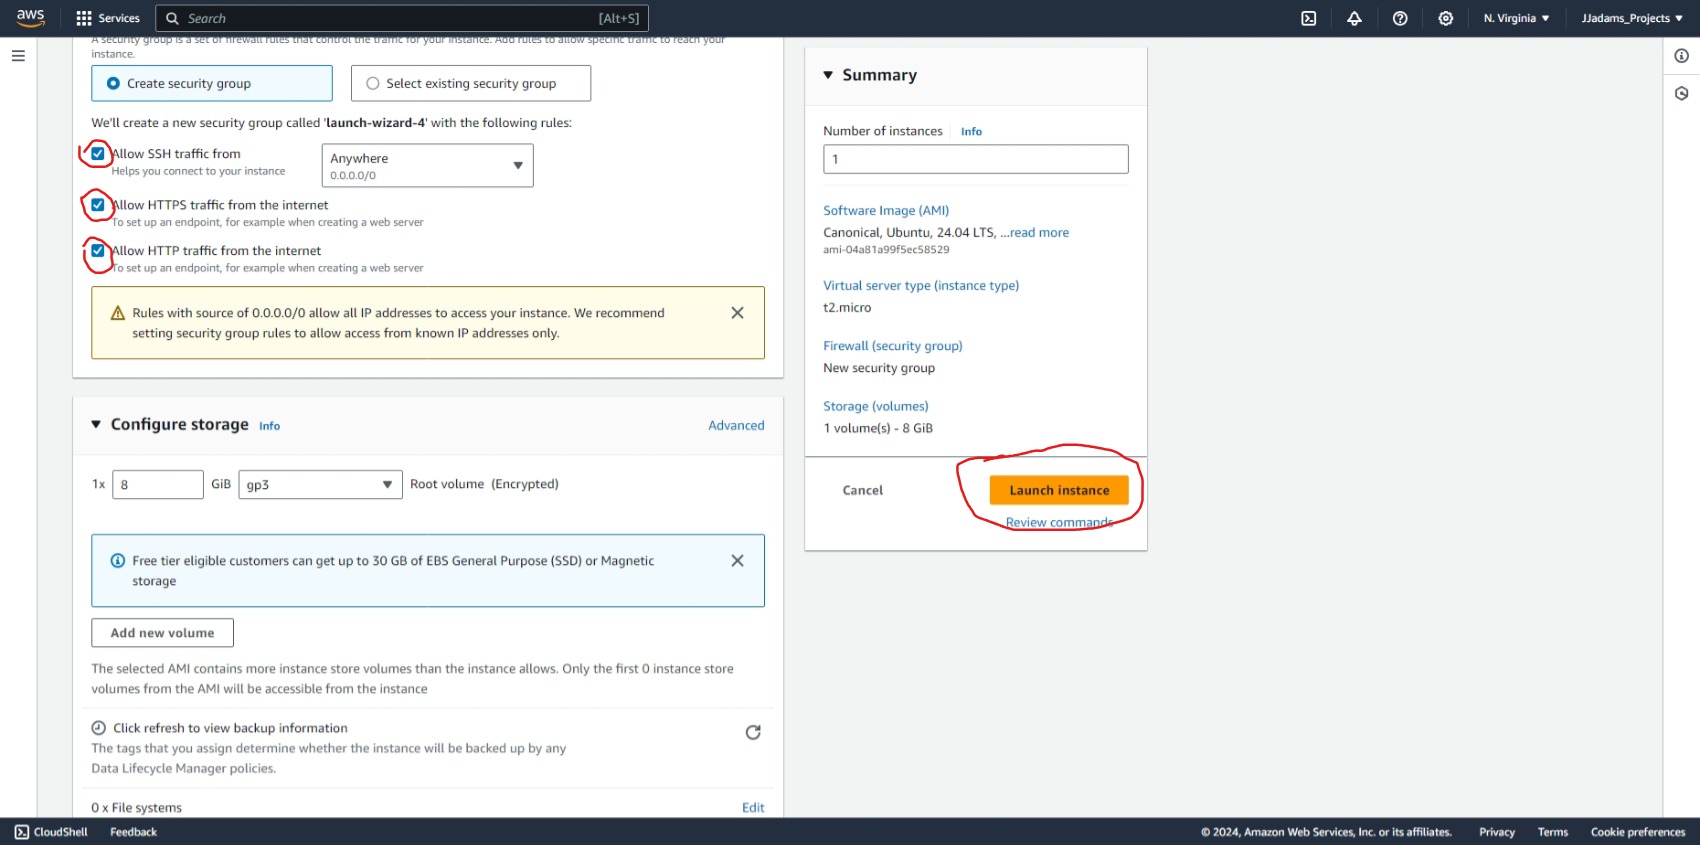 aws
Services
Search
[Alt+S]
N. Virginia
JJadams_Projects
A security group is a set of firewall rules that control the traffic for your instance. Add rules to allow specific traffic to reach your
instance.
Create security group
Select existing security group
We'll create a new security group called 'launch-wizard-4' with the following rules:
Allow SSH traffic from
Helps you connect to your instance
Anywhere
0.0.0.0/0
Allow HTTPS traffic from the internet
To set up an endpoint, for example when creating a web server
Allow HTTP traffic from the internet
To set up an endpoint, for example when creating a web server
Rules with source of 0.0.0.0/0 allow all IP addresses to access your instance. We recommend
setting security group rules to allow access from known IP addresses only.
Configure storage Info
Advanced
1x 8 GiB gp3 Root volume (Encrypted)
Free tier eligible customers can get up to 30 GB of EBS General Purpose (SSD) or Magnetic
storage
Add new volume
The selected AMI contains more instance store volumes than the instance allows. Only the first 0 instance store
volumes from the AMI will be accessible from the instance
Click refresh to view backup information
The tags that you assign determine whether the instance will be backed up by any
Data Lifecycle Manager policies.
0 x File systems
Edit
Summary
Number of instances Info
1
Software Image (AMI)
Canonical, Ubuntu, 24.04 LTS, ...read more
ami-04a81a99f5ec58529
Virtual server type (instance type)
t2.micro
Firewall (security group)
New security group
Storage (volumes)
1 volume(s) - 8 GiB
Cancel
Launch instance
Review commands
CloudShell
Feedback
© 2024, Amazon Web Services, Inc. or its affiliates.
Privacy
Terms
Cookie preferences